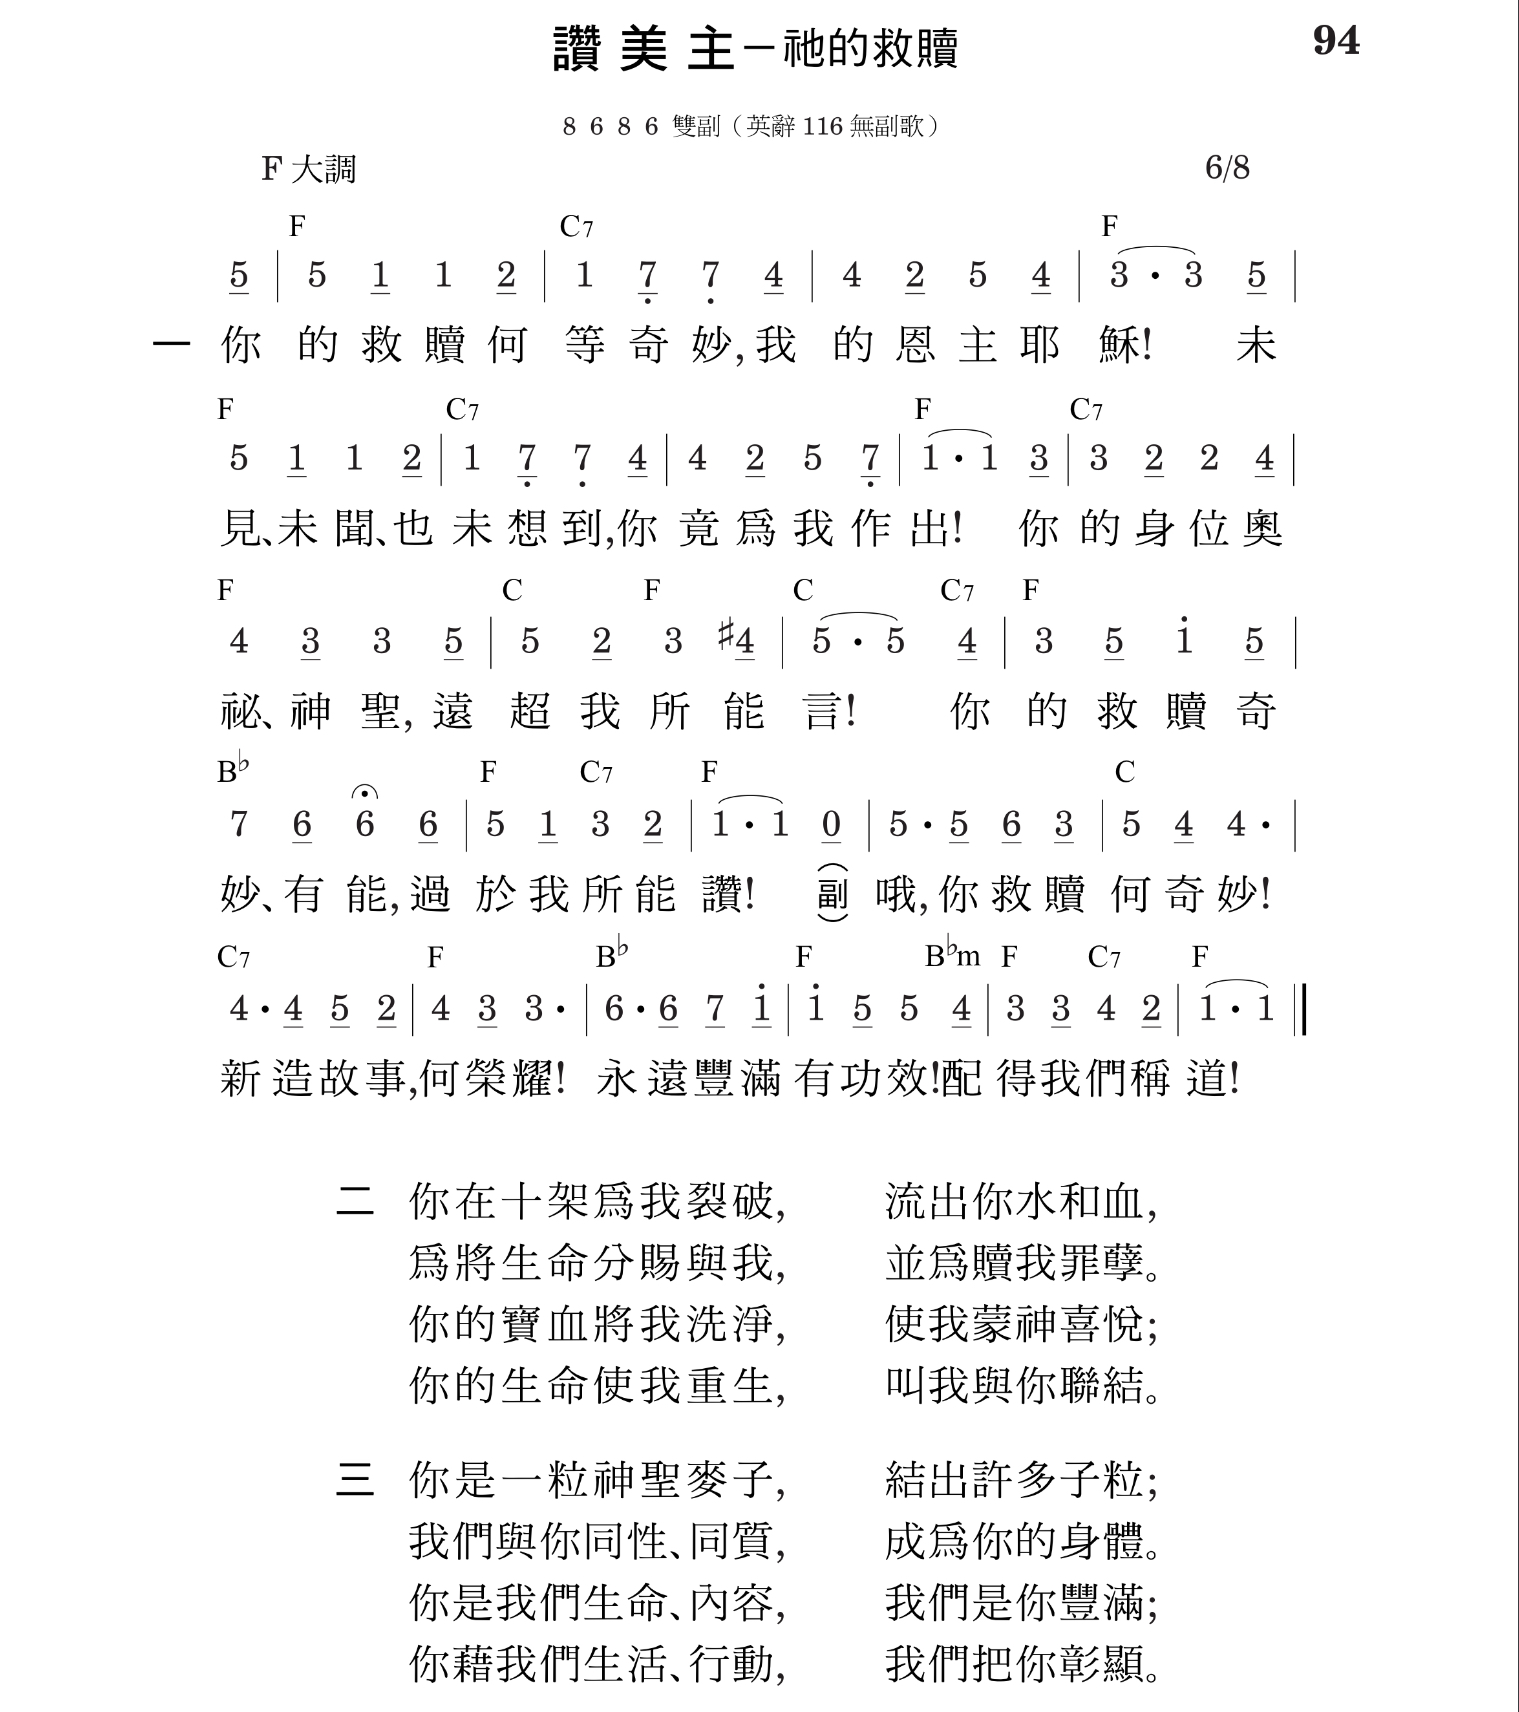 讚美主－祂的救贖
94
8 6 8 6 雙副（英辭 116 無副歌）
F 大調 6/8
F C7 F
5 | 5 1 1 2 | 1 7 7 4 | 4 2 5 4 | 3 · 3 5 |
一 你的救贖何等奇妙,我的恩主耶穌! 未
F C7 F C7
5 1 1 2 | 1 7 7 4 | 4 2 5 7 | 1 · 1 3 | 3 2 2 4 |
見、未聞、也未想到,你竟爲我作出! 你的身位奧
F C F C C7 F
4 3 3 5 | 5 2 3 ♯4 | 5 · 5 4 | 3 5 1 5 |
祕、神聖,遠超我所能言! 你的救贖奇
B♭ F C7 F C
7 6 6 6 | 5 1 3 2 | 1 · 1 0 | 5 · 5 6 3 | 5 4 4 · |
妙、有能,過於我所能讚! (副) 哦,你救贖何奇妙!
C7 F B♭ F B♭m F C7 F
4 · 4 5 2 | 4 3 3 · | 6 · 6 7 1 | 1 5 5 4 | 3 3 4 2 | 1 · 1 ‖
新造故事,何榮耀! 永遠豐滿有功效!配得我們稱道!
二 你在十架爲我裂破, 流出你水和血,
爲將生命分賜與我, 並爲贖我罪孽。
你的寶血將我洗淨, 使我蒙神喜悅;
你的生命使我重生, 叫我與你聯結。
三 你是一粒神聖麥子, 結出許多子粒;
我們與你同性、同質, 成爲你的身體。
你是我們生命、內容, 我們是你豐滿;
你藉我們生活、行動, 我們把你彰顯。